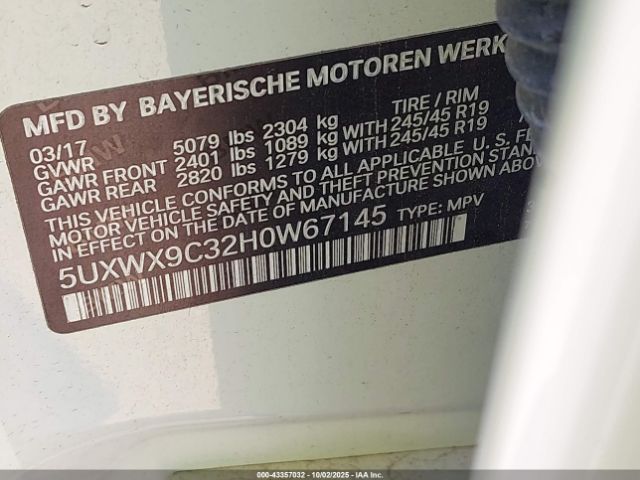 MFD BY BAYERISCHE MOTOREN WERK
03/17 TIRE / RIM
GVWR 5079 lbs 2304 kg
GAWR FRONT 2401 lbs 1089 kg WITH 245/45 R19
GAWR REAR 2820 lbs 1279 kg WITH 245/45 R19
THIS VEHICLE CONFORMS TO ALL APPLICABLE U. S. FE
MOTOR VEHICLE SAFETY AND THEFT PREVENTION STAN
IN EFFECT ON THE DATE OF MANUFACTURE SHOWN ABOV
5UXWX9C32H0W67145 TYPE: MPV
000-43357032 - 10/02/2025 - IAA Inc.